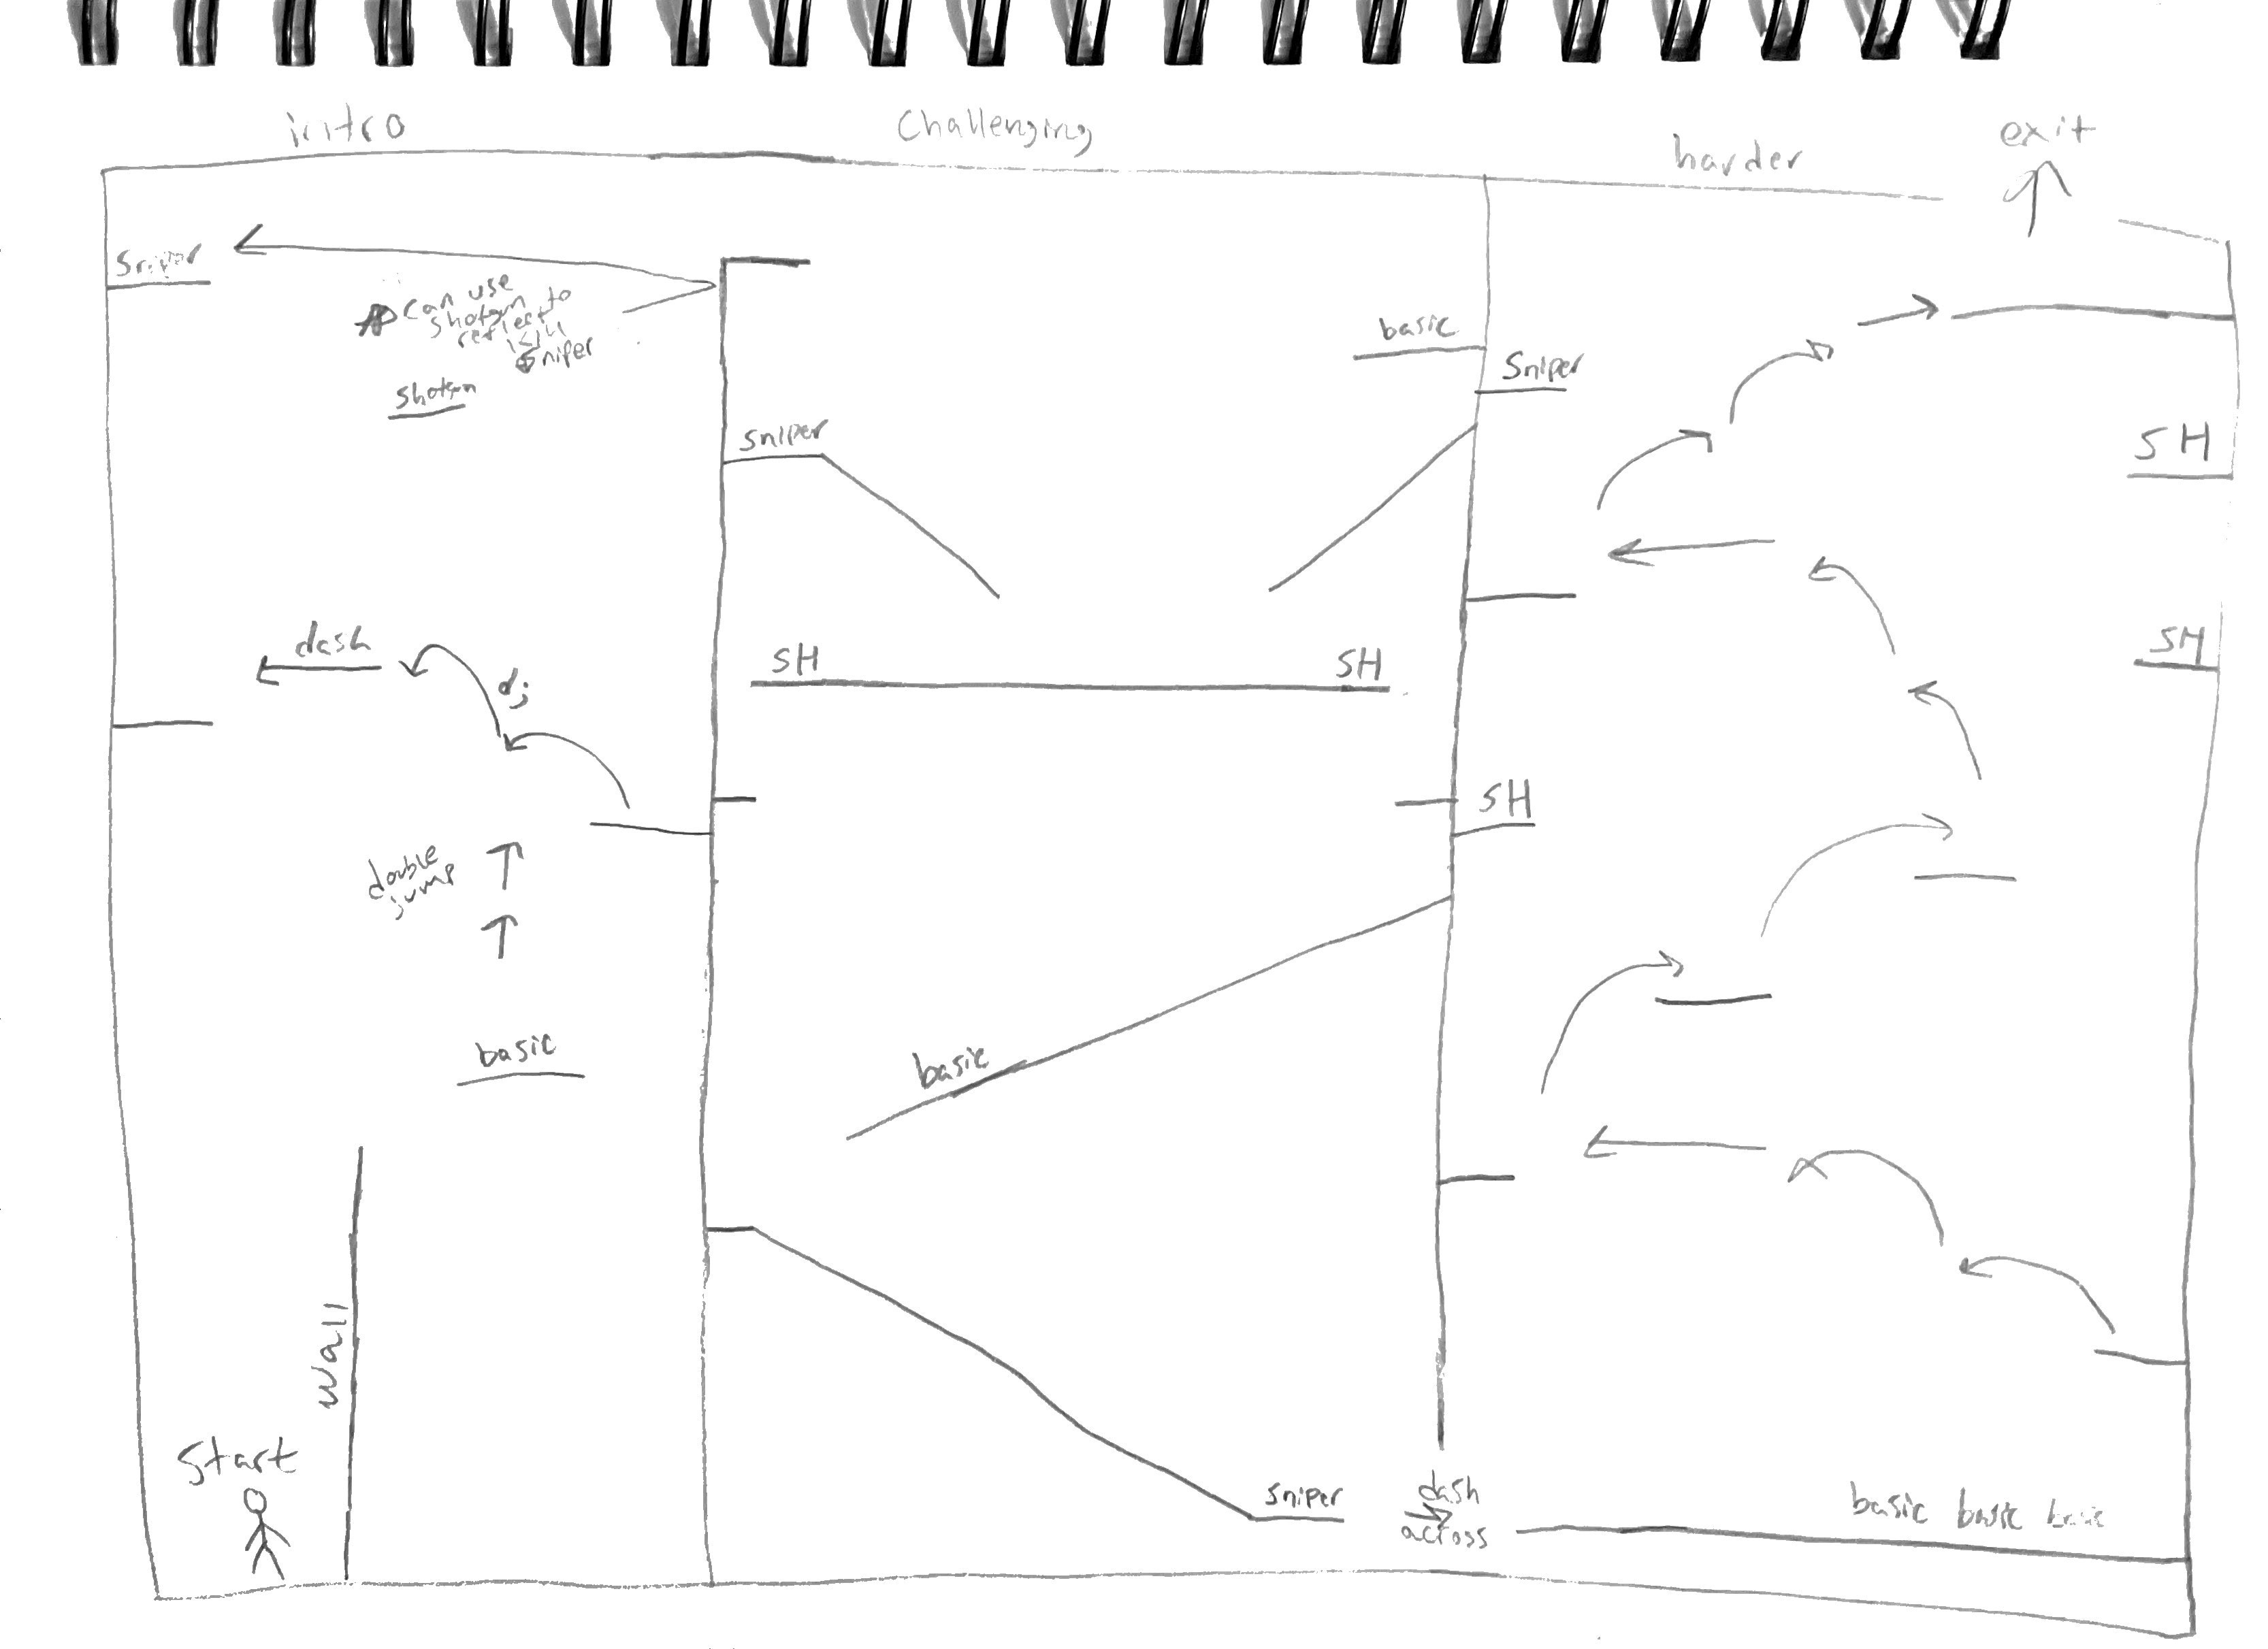 intro
Challenging
harder
exit
Sniper
Can use
shotgun to
reflect
kill
Sniper
shotgun
basic
Sniper
SH
sniper
dash
dj
SH
SH
SH
SH
double
jump
basic
basic
Wall
Start
sniper
dash
across
basic basic basic